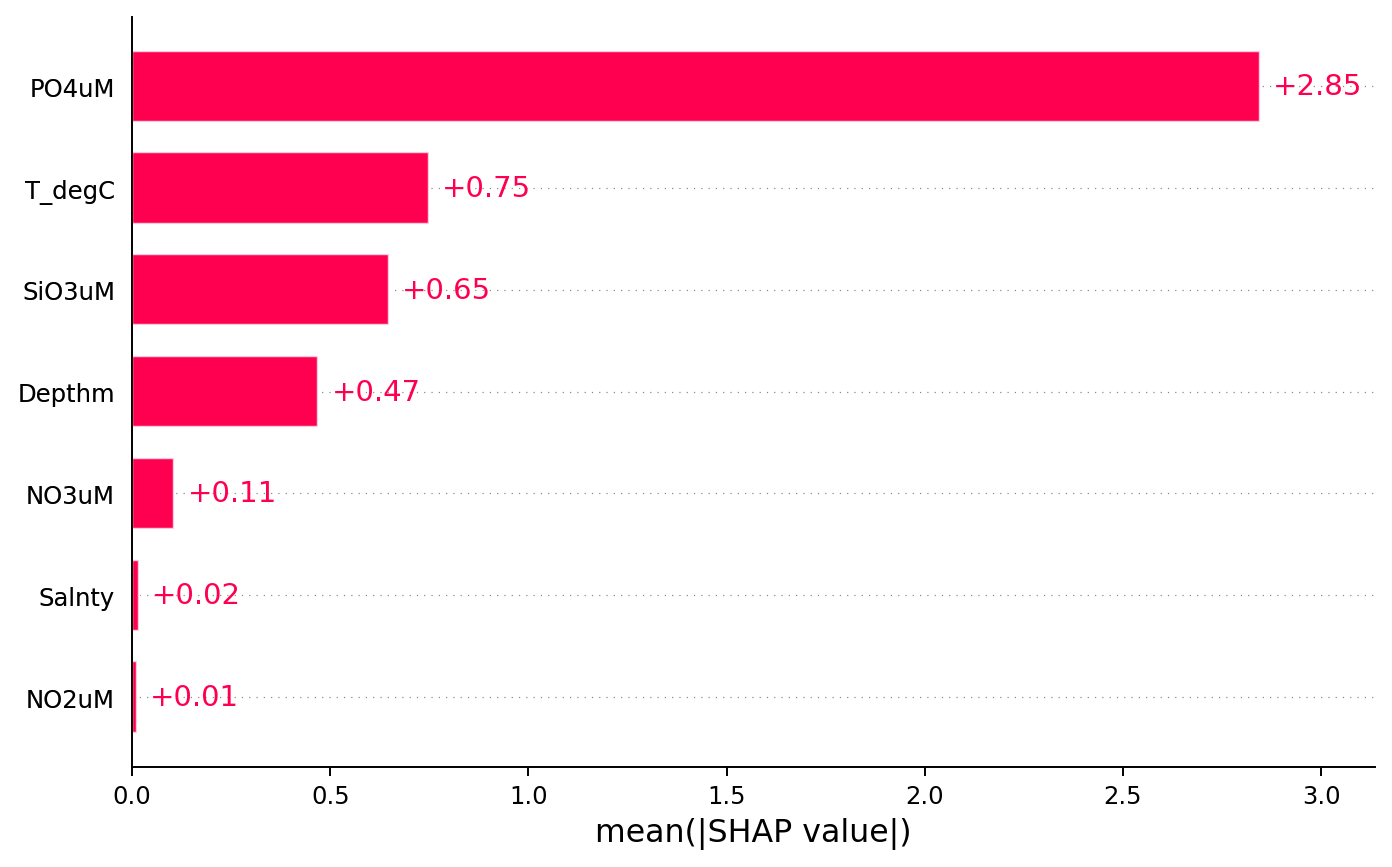 PO4uM +2.85
T_degC +0.75
SiO3uM +0.65
Depthm +0.47
NO3uM +0.11
Salnty +0.02
NO2uM +0.01
0.0 0.5 1.0 1.5 2.0 2.5 3.0
mean(|SHAP value|)